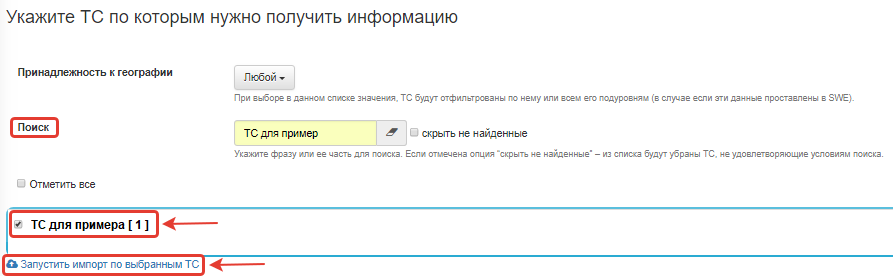 Укажите ТС по которым нужно получить информацию
Принадлежность к географии
Любой
При выборе в данном списке значения, ТС будут отфильтрованы по нему или всем его подуровням (в случае если эти данные проставлены в SWE).
Поиск
ТС для пример
скрыть не найденные
Укажите фразу или ее часть для поиска. Если отмечена опция “скрыть не найденные” – из списка будут убраны ТС, не удовлетворяющие условиям поиска.
Отметить все
ТС для примера [ 1 ]
Запустить импорт по выбранным ТС